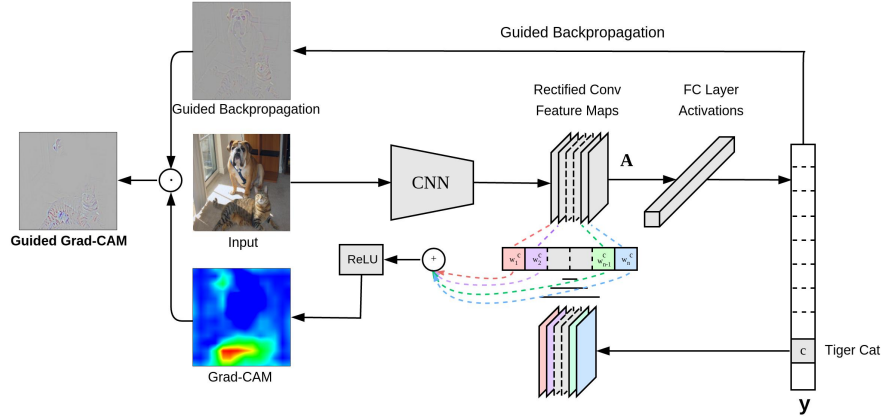 Guided Backpropagation
Rectified Conv
Feature Maps
FC Layer
Activations
Guided Backpropagation
A
CNN
·
Guided Grad-CAM
Input
ReLU
+
w₁ᶜ w₂ᶜ wₙ₋₁ᶜ wₙᶜ
c
Tiger Cat
Grad-CAM
y